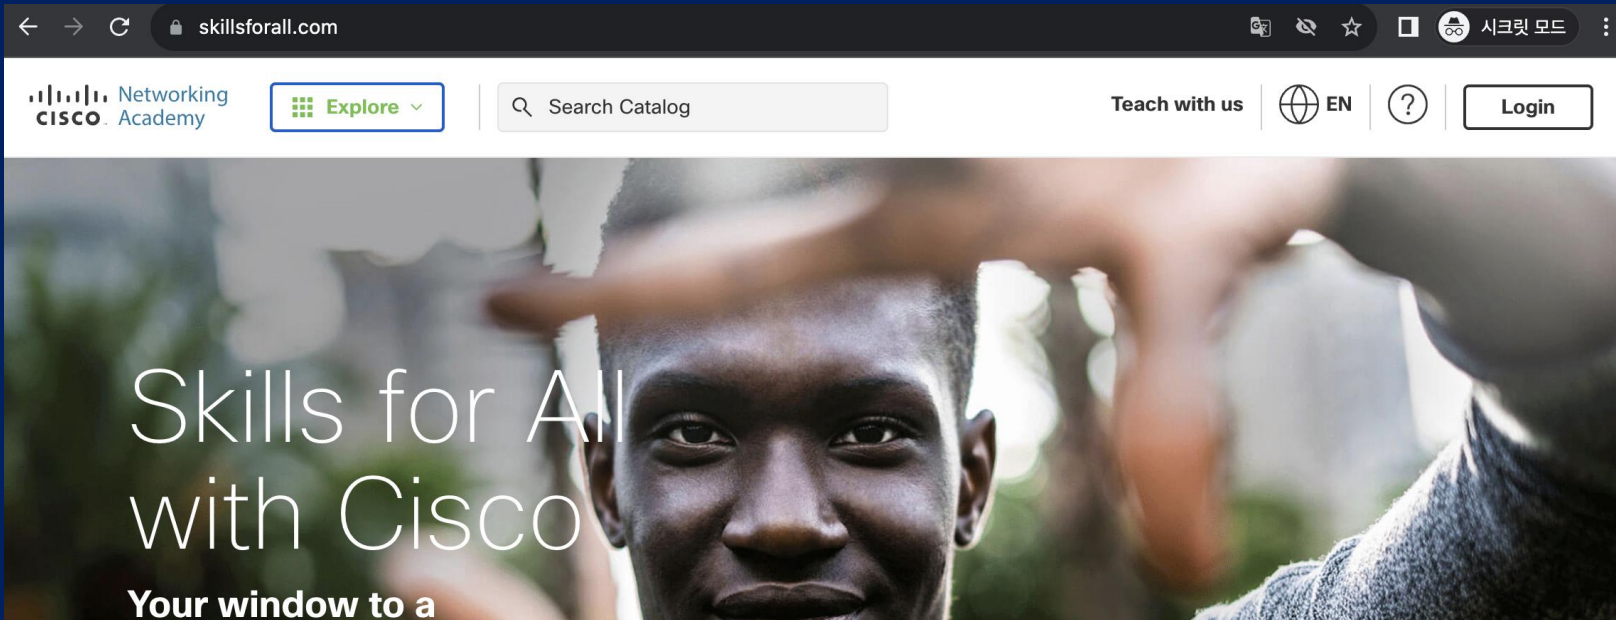 skillsforall.com
시크릿 모드
CISCO Networking Academy
Explore
Search Catalog
Teach with us
EN
Login
Skills for All
with Cisco
Your window to a